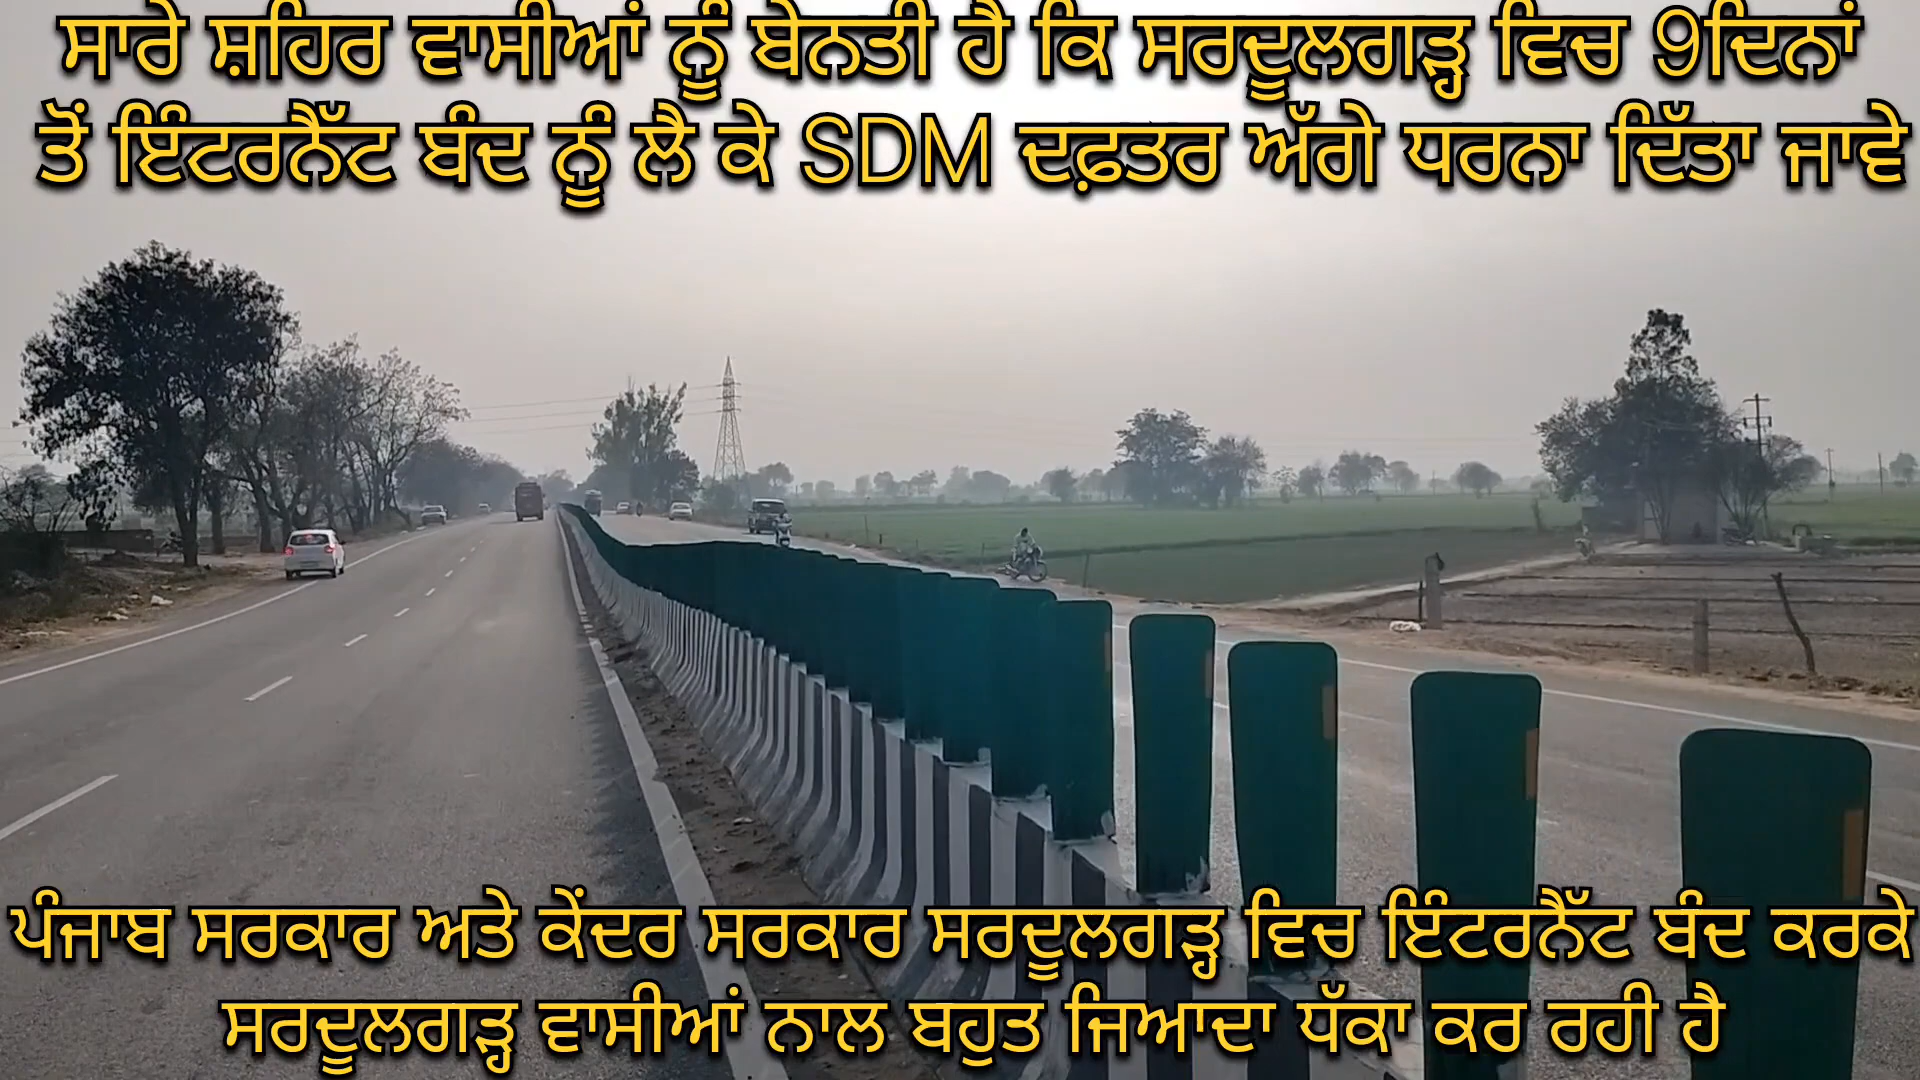 ਸਾਰੇ ਸ਼ਹਿਰ ਵਾਸੀਆਂ ਨੂੰ ਬੇਨਤੀ ਹੈ ਕਿ ਸਰਦੂਲਗੜ੍ਹ ਵਿਚ 9ਦਿਨਾਂ
ਤੋਂ ਇੰਟਰਨੈੱਟ ਬੰਦ ਨੂੰ ਲੈ ਕੇ SDM ਦਫ਼ਤਰ ਅੱਗੇ ਧਰਨਾ ਦਿੱਤਾ ਜਾਵੇ
ਪੰਜਾਬ ਸਰਕਾਰ ਅਤੇ ਕੇਂਦਰ ਸਰਕਾਰ ਸਰਦੂਲਗੜ੍ਹ ਵਿਚ ਇੰਟਰਨੈੱਟ ਬੰਦ ਕਰਕੇ
ਸਰਦੂਲਗੜ੍ਹ ਵਾਸੀਆਂ ਨਾਲ ਬਹੁਤ ਜਿਆਦਾ ਧੱਕਾ ਕਰ ਰਹੀ ਹੈ